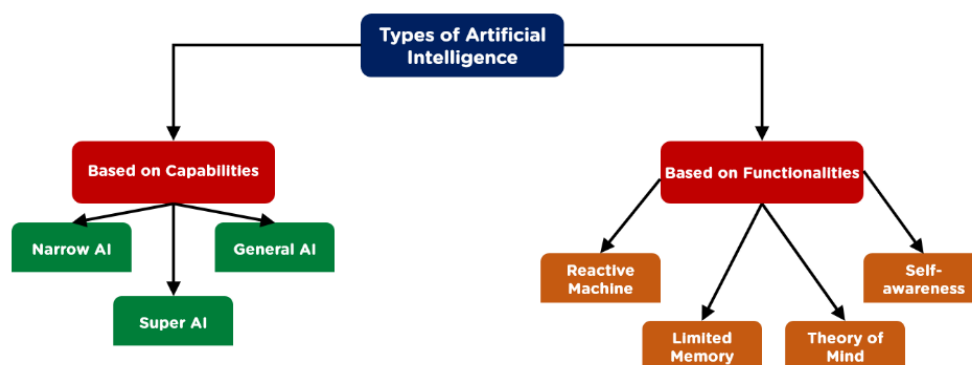 Types of Artificial
Intelligence
Based on Capabilities
Based on Functionalities
Narrow AI
General AI
Super AI
Reactive
Machine
Self-
awareness
Limited
Memory
Theory of
Mind